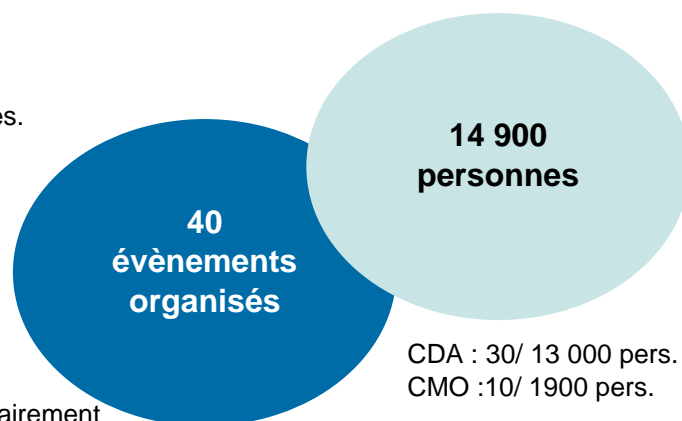 14 900
personnes
40
évènements
organisés
CDA : 30/ 13 000 pers.
CMO :10/ 1900 pers.